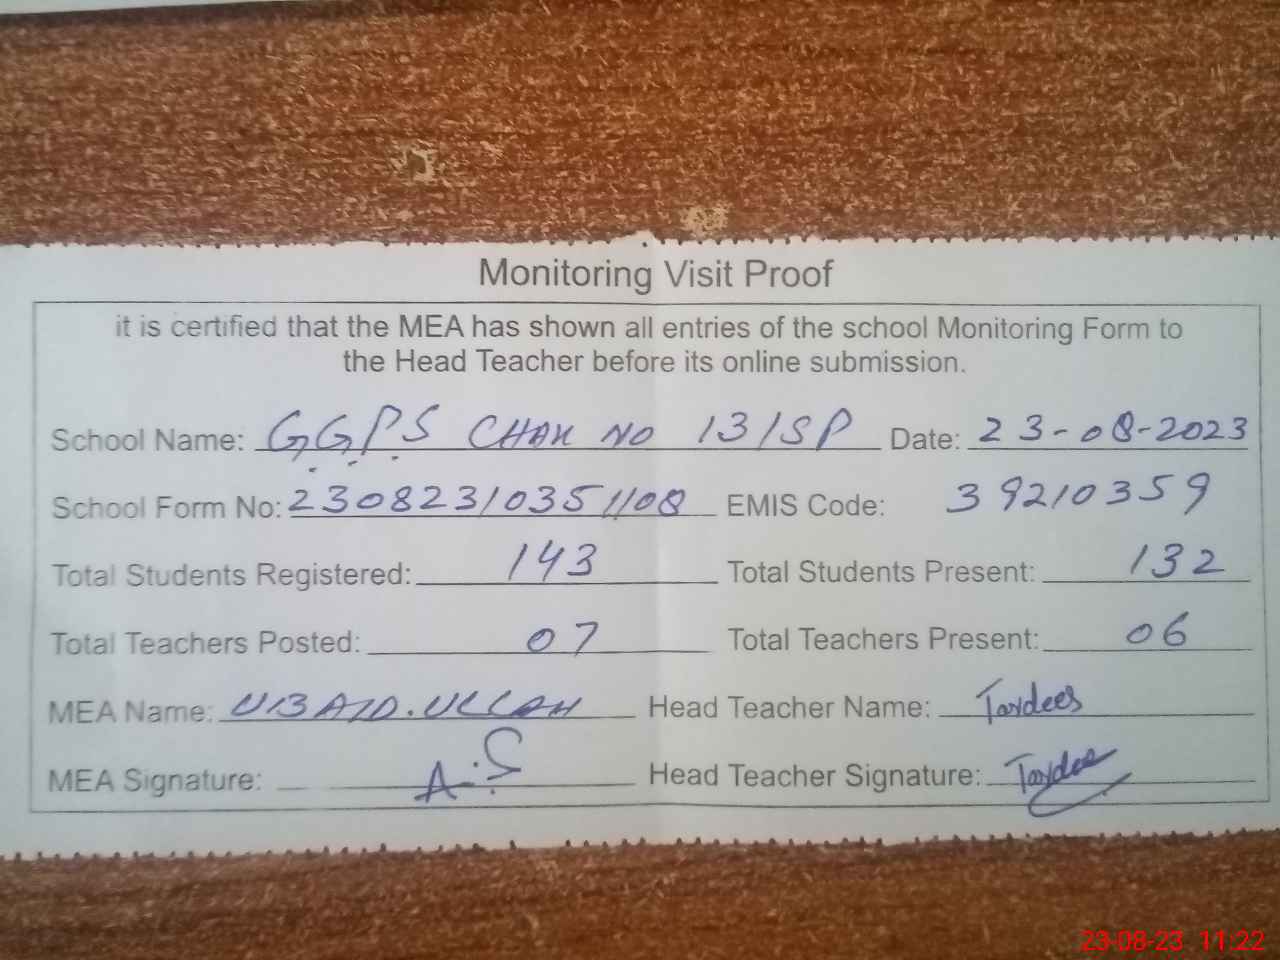 Monitoring Visit Proof
it is certified that the MEA has shown all entries of the school Monitoring Form to
the Head Teacher before its online submission.
School Name: GGPS CHAK NO 13/SP Date: 23-08-2023
School Form No: 230823103511108 EMIS Code: 39210359
Total Students Registered: 143 Total Students Present: 132
Total Teachers Posted: 07 Total Teachers Present: 06
MEA Name: UBAID.ULLAH Head Teacher Name:
MEA Signature: Head Teacher Signature:
23-08-23 11:22